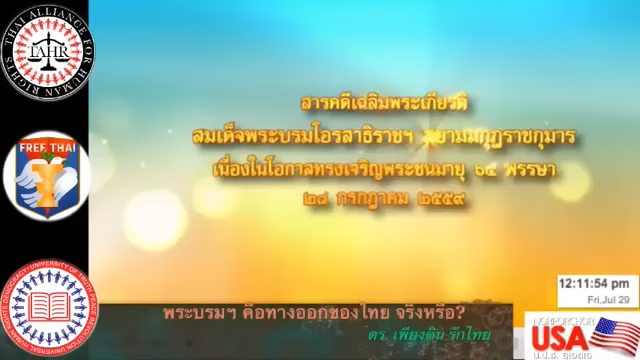 THAI ALLIANCE FOR HUMAN RIGHTS
TAHR
FREE THAI
สารคดีเฉลิมพระเกียรติ
สมเด็จพระบรมโอรสาธิราชฯ สยามมกุฎราชกุมาร
เนื่องในโอกาสทรงเจริญพระชนมายุ ๖๔ พรรษา
๒๘ กรกฎาคม ๒๕๕๙
12:11:54 pm
Fri,Jul 29
พระบรมฯ คือทางออกของไทย จริงหรือ?
ดร. เพียงดิน รักไทย
NORPORCHOR
USA